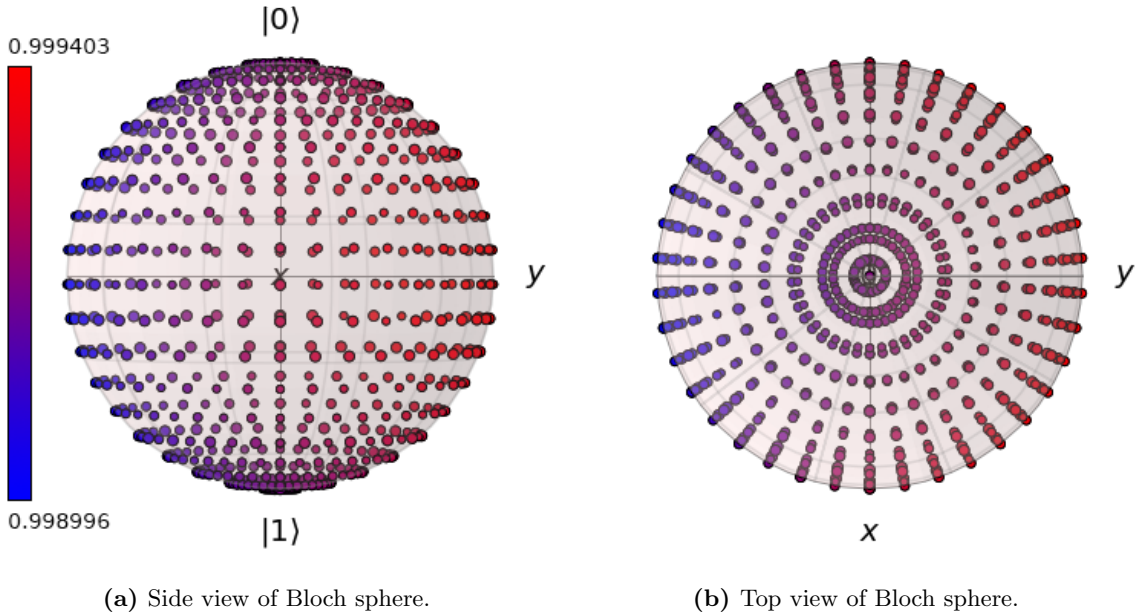 |0⟩
0.999403
x
y
0.998996
|1⟩
y
x
(a) Side view of Bloch sphere.
(b) Top view of Bloch sphere.